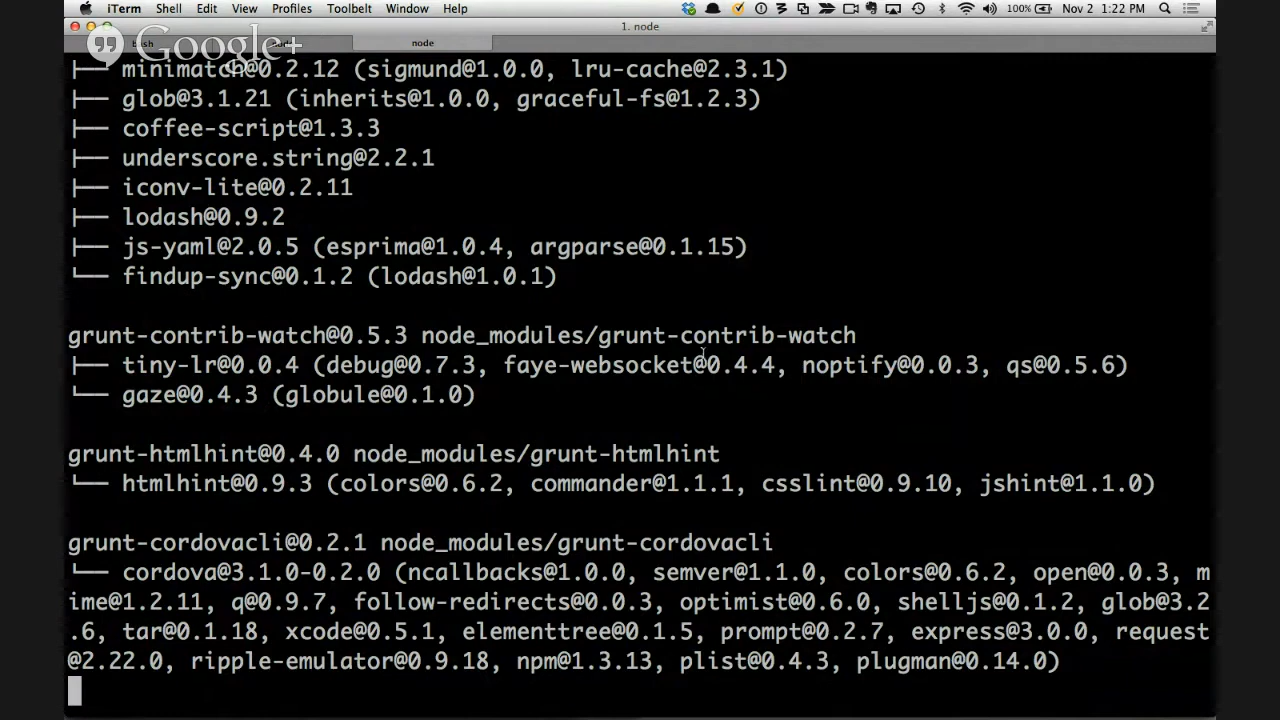 iTerm Shell Edit View Profiles Toolbelt Window Help 100% Nov 2 1:22 PM
1. node
bash node
Google+
├── minimatch@0.2.12 (sigmund@1.0.0, lru-cache@2.3.1)
├── glob@3.1.21 (inherits@1.0.0, graceful-fs@1.2.3)
├── coffee-script@1.3.3
├── underscore.string@2.2.1
├── iconv-lite@0.2.11
├── lodash@0.9.2
├── js-yaml@2.0.5 (esprima@1.0.4, argparse@0.1.15)
└── findup-sync@0.1.2 (lodash@1.0.1)
grunt-contrib-watch@0.5.3 node_modules/grunt-contrib-watch
├── tiny-lr@0.0.4 (debug@0.7.3, faye-websocket@0.4.4, noptify@0.0.3, qs@0.5.6)
└── gaze@0.4.3 (globule@0.1.0)
grunt-htmlhint@0.4.0 node_modules/grunt-htmlhint
└── htmlhint@0.9.3 (colors@0.6.2, commander@1.1.1, csslint@0.9.10, jshint@1.1.0)
grunt-cordovacli@0.2.1 node_modules/grunt-cordovacli
└── cordova@3.1.0-0.2.0 (ncallbacks@1.0.0, semver@1.1.0, colors@0.6.2, open@0.0.3, m
ime@1.2.11, q@0.9.7, follow-redirects@0.0.3, optimist@0.6.0, shelljs@0.1.2, glob@3.2
.6, tar@0.1.18, xcode@0.5.1, elementtree@0.1.5, prompt@0.2.7, express@3.0.0, request
@2.22.0, ripple-emulator@0.9.18, npm@1.3.13, plist@0.4.3, plugman@0.14.0)